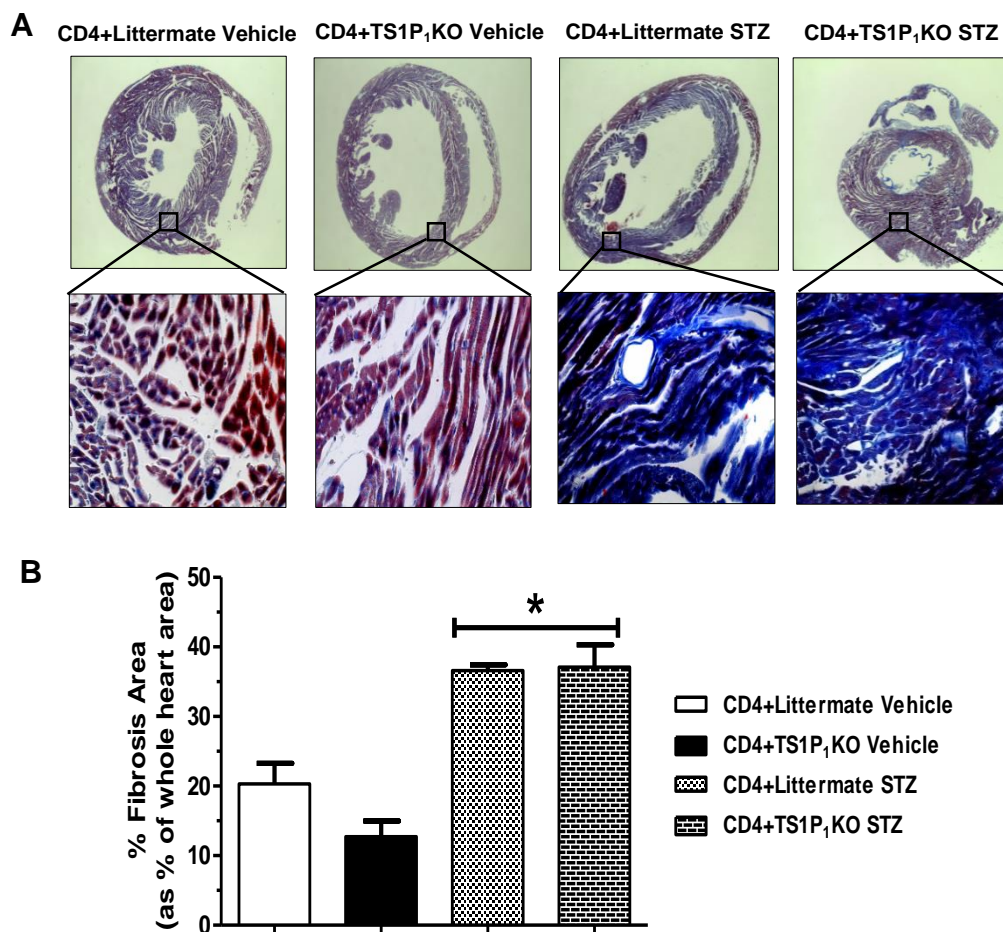 A
CD4+Littermate Vehicle
CD4+TS1P₁KO Vehicle
CD4+Littermate STZ
CD4+TS1P₁KO STZ
B
% Fibrosis Area
(as % of whole heart area)
50
40
30
20
10
0
*
CD4+Littermate Vehicle
CD4+TS1P₁KO Vehicle
CD4+Littermate STZ
CD4+TS1P₁KO STZ